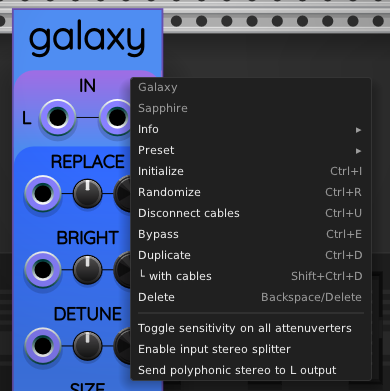 galaxy
IN
L
REPLACE
BRIGHT
DETUNE
SIZE
Galaxy
Sapphire
Info ▸
Preset ▸
Initialize Ctrl+I
Randomize Ctrl+R
Disconnect cables Ctrl+U
Bypass Ctrl+E
Duplicate Ctrl+D
└ with cables Shift+Ctrl+D
Delete Backspace/Delete
Toggle sensitivity on all attenuverters
Enable input stereo splitter
Send polyphonic stereo to L output